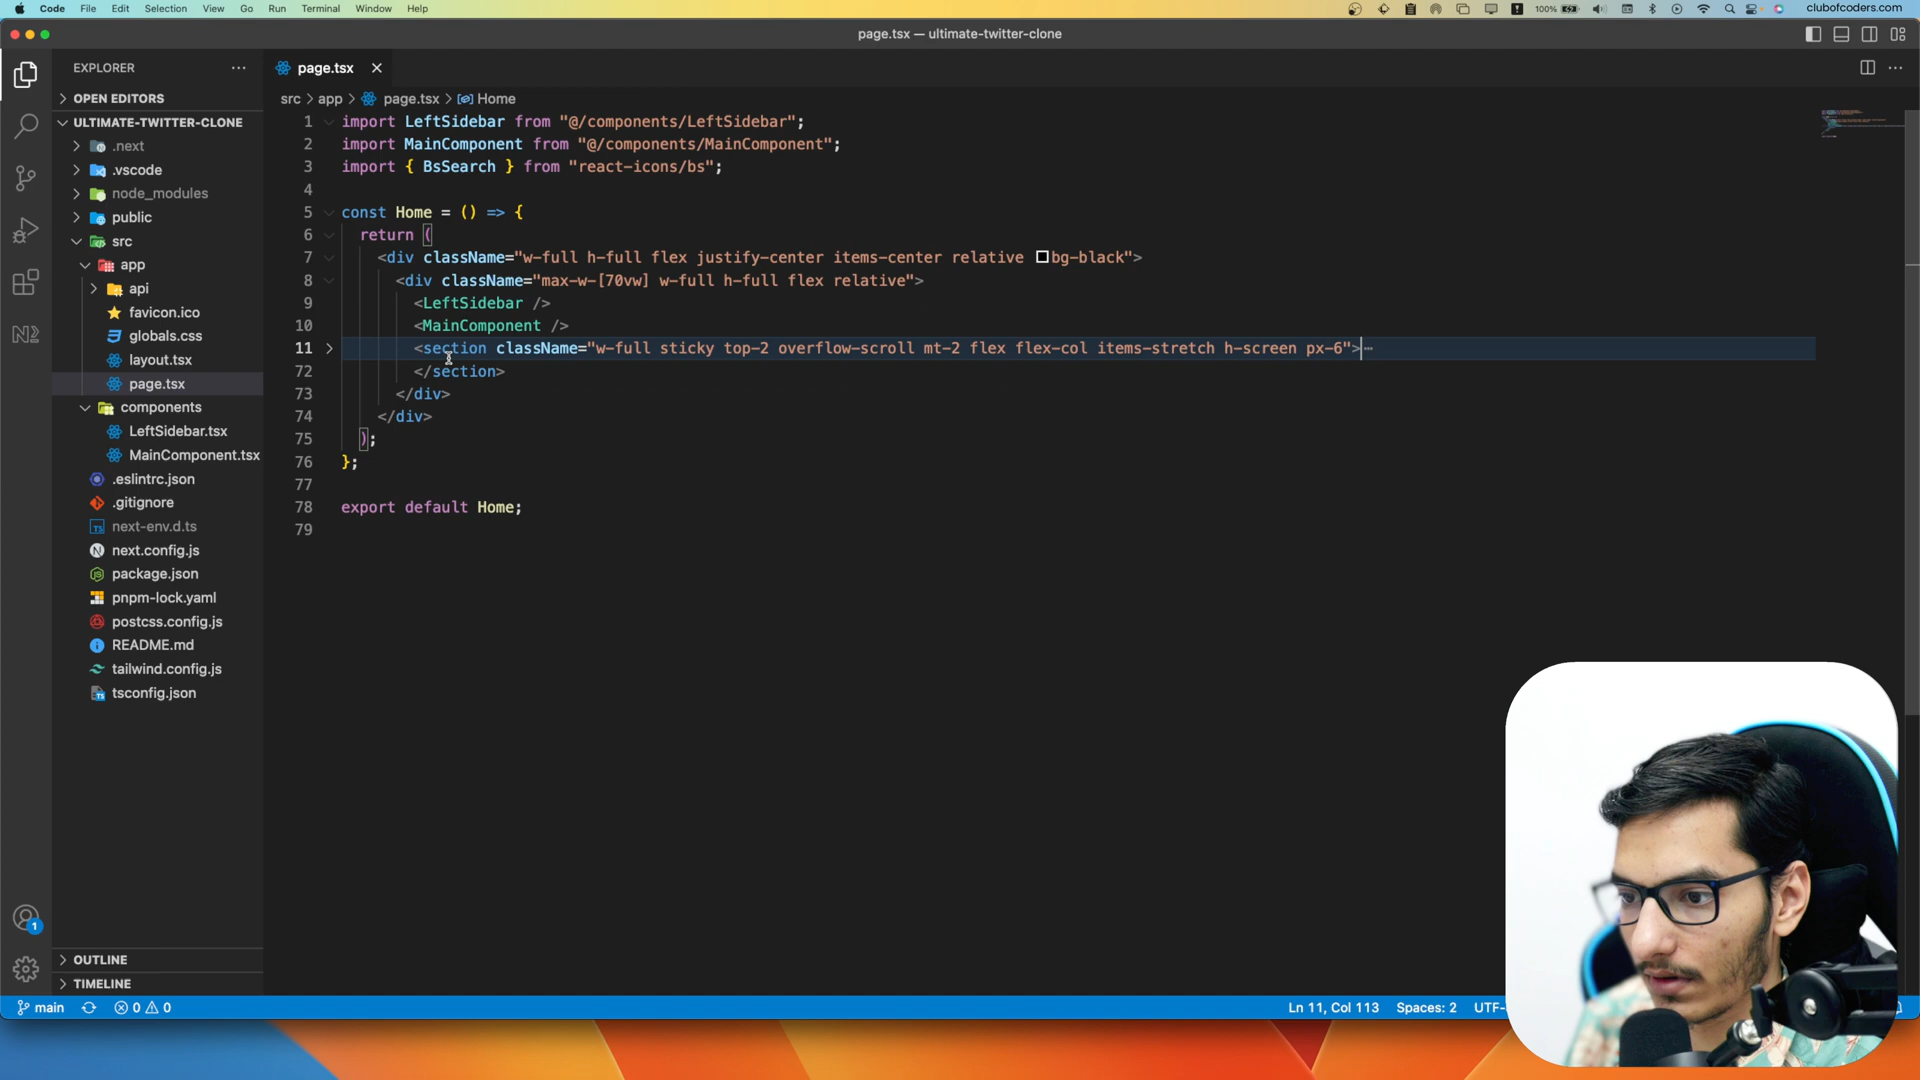 Code File Edit Selection View Go Run Terminal Window Help 100% clubofcoders.com
page.tsx — ultimate-twitter-clone
EXPLORER
OPEN EDITORS
ULTIMATE-TWITTER-CLONE
.next
.vscode
node_modules
public
src
app
api
favicon.ico
globals.css
layout.tsx
page.tsx
components
LeftSidebar.tsx
MainComponent.tsx
.eslintrc.json
.gitignore
next-env.d.ts
next.config.js
package.json
pnpm-lock.yaml
postcss.config.js
README.md
tailwind.config.js
tsconfig.json
OUTLINE
TIMELINE
page.tsx
src > app > page.tsx > Home
1 import LeftSidebar from "@/components/LeftSidebar";
2 import MainComponent from "@/components/MainComponent";
3 import { BsSearch } from "react-icons/bs";
4
5 const Home = () => {
6 return (
7 <div className="w-full h-full flex justify-center items-center relative bg-black">
8 <div className="max-w-[70vw] w-full h-full flex relative">
9 <LeftSidebar />
10 <MainComponent />
11 <section className="w-full sticky top-2 overflow-scroll mt-2 flex flex-col items-stretch h-screen px-6">⋯
72 </section>
73 </div>
74 </div>
75 );
76 };
77
78 export default Home;
79
1
main 0 0 Ln 11, Col 113 Spaces: 2 UTF-